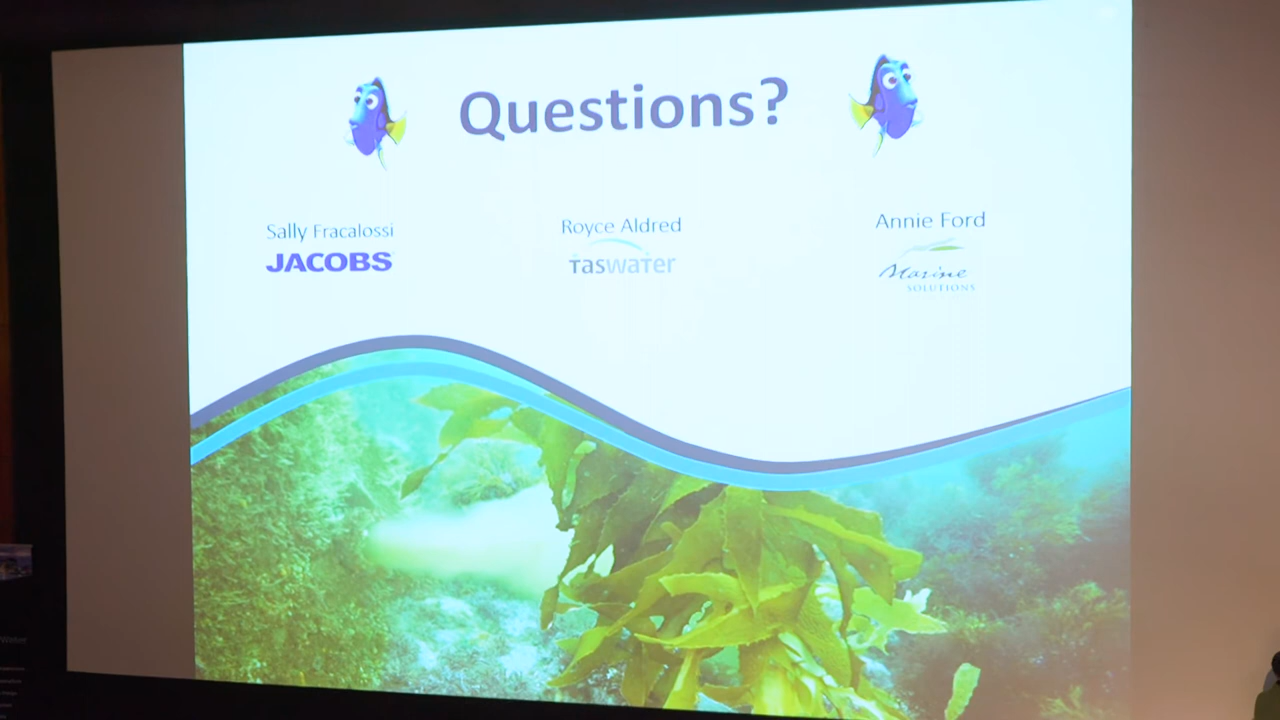 Questions?
Sally Fracalossi
JACOBS
Royce Aldred
Taswater
Annie Ford
Marine
SOLUTIONS